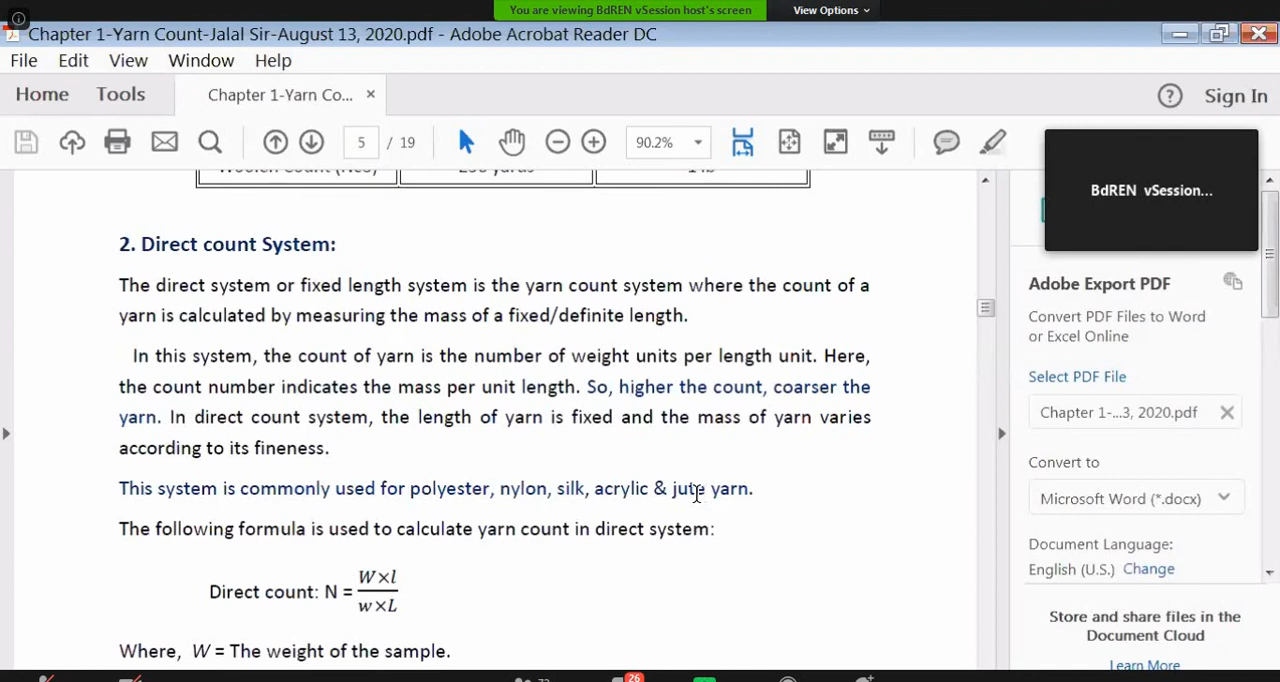 You are viewing BdREN vSession host's screen View Options
Chapter 1-Yarn Count-Jalal Sir-August 13, 2020.pdf - Adobe Acrobat Reader DC
File Edit View Window Help
Home Tools Chapter 1-Yarn Co... × Sign In
5 / 19 90.2%
BdREN vSession...
2. Direct count System:
The direct system or fixed length system is the yarn count system where the count of a
yarn is calculated by measuring the mass of a fixed/definite length.
In this system, the count of yarn is the number of weight units per length unit. Here,
the count number indicates the mass per unit length. So, higher the count, coarser the
yarn. In direct count system, the length of yarn is fixed and the mass of yarn varies
according to its fineness.
This system is commonly used for polyester, nylon, silk, acrylic & jute yarn.
The following formula is used to calculate yarn count in direct system:
Direct count: N = W×l / w×L
Where, W = The weight of the sample.
Adobe Export PDF
Convert PDF Files to Word
or Excel Online
Select PDF File
Chapter 1-...3, 2020.pdf
Convert to
Microsoft Word (*.docx)
Document Language:
English (U.S.) Change
Store and share files in the
Document Cloud
Learn More
26